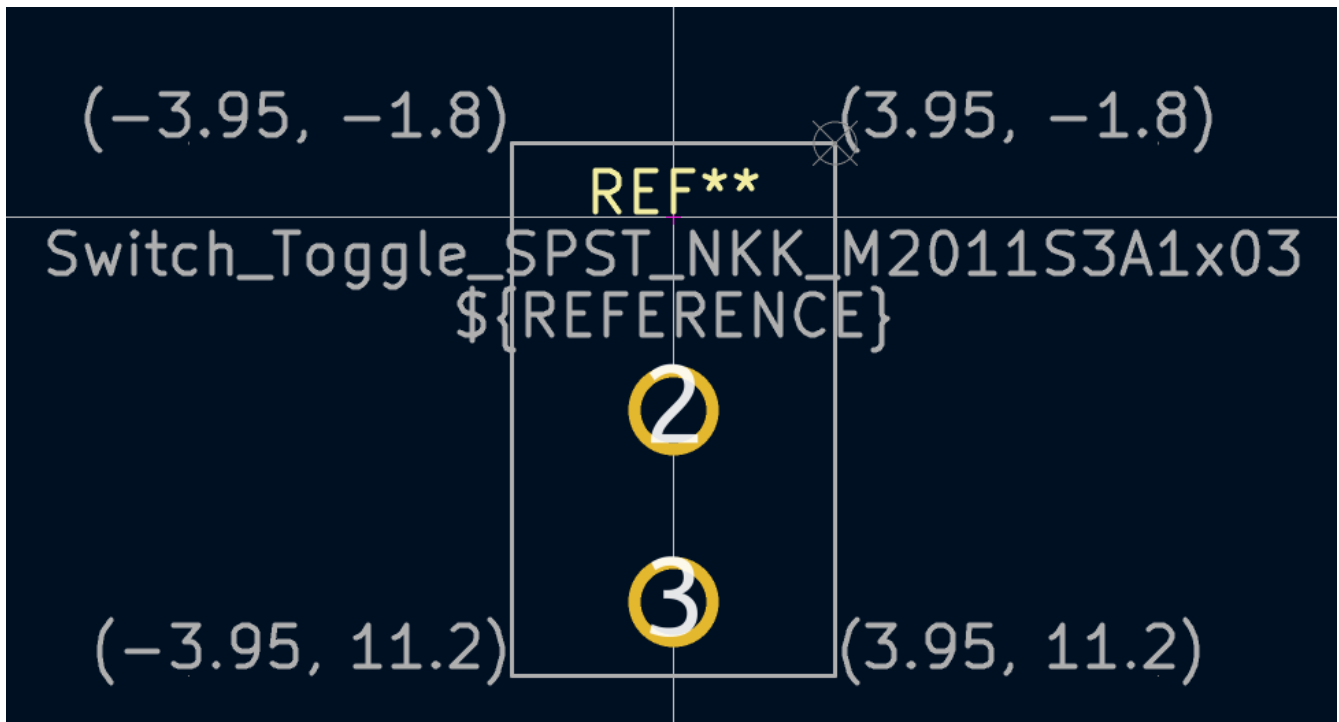 (−3.95, −1.8) (3.95, −1.8)
REF**
Switch_Toggle_SPST_NKK_M2011S3A1x03
${REFERENCE}
2
3
(−3.95, 11.2) (3.95, 11.2)